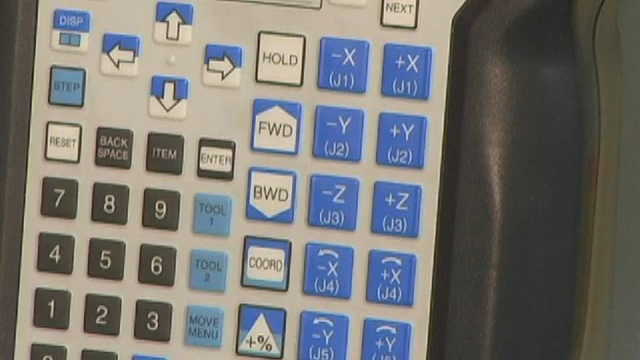 DISP
NEXT
HOLD
-X
(J1)
+X
(J1)
STEP
FWD
-Y
(J2)
+Y
(J2)
RESET
BACK
SPACE
ITEM
ENTER
BWD
-Z
(J3)
+Z
(J3)
7
8
9
TOOL
1
4
5
6
TOOL
2
COORD
-X
(J4)
+X
(J4)
1
2
3
MOVE
MENU
+%
-Y
(J5)
+Y